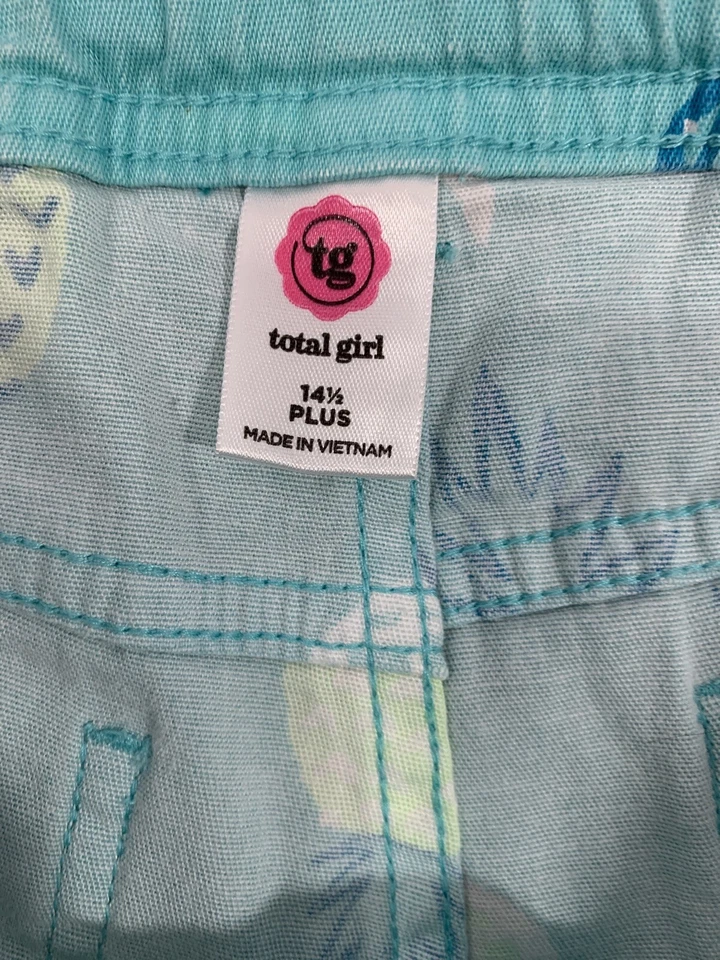 tg
total girl
14½
PLUS
MADE IN VIETNAM